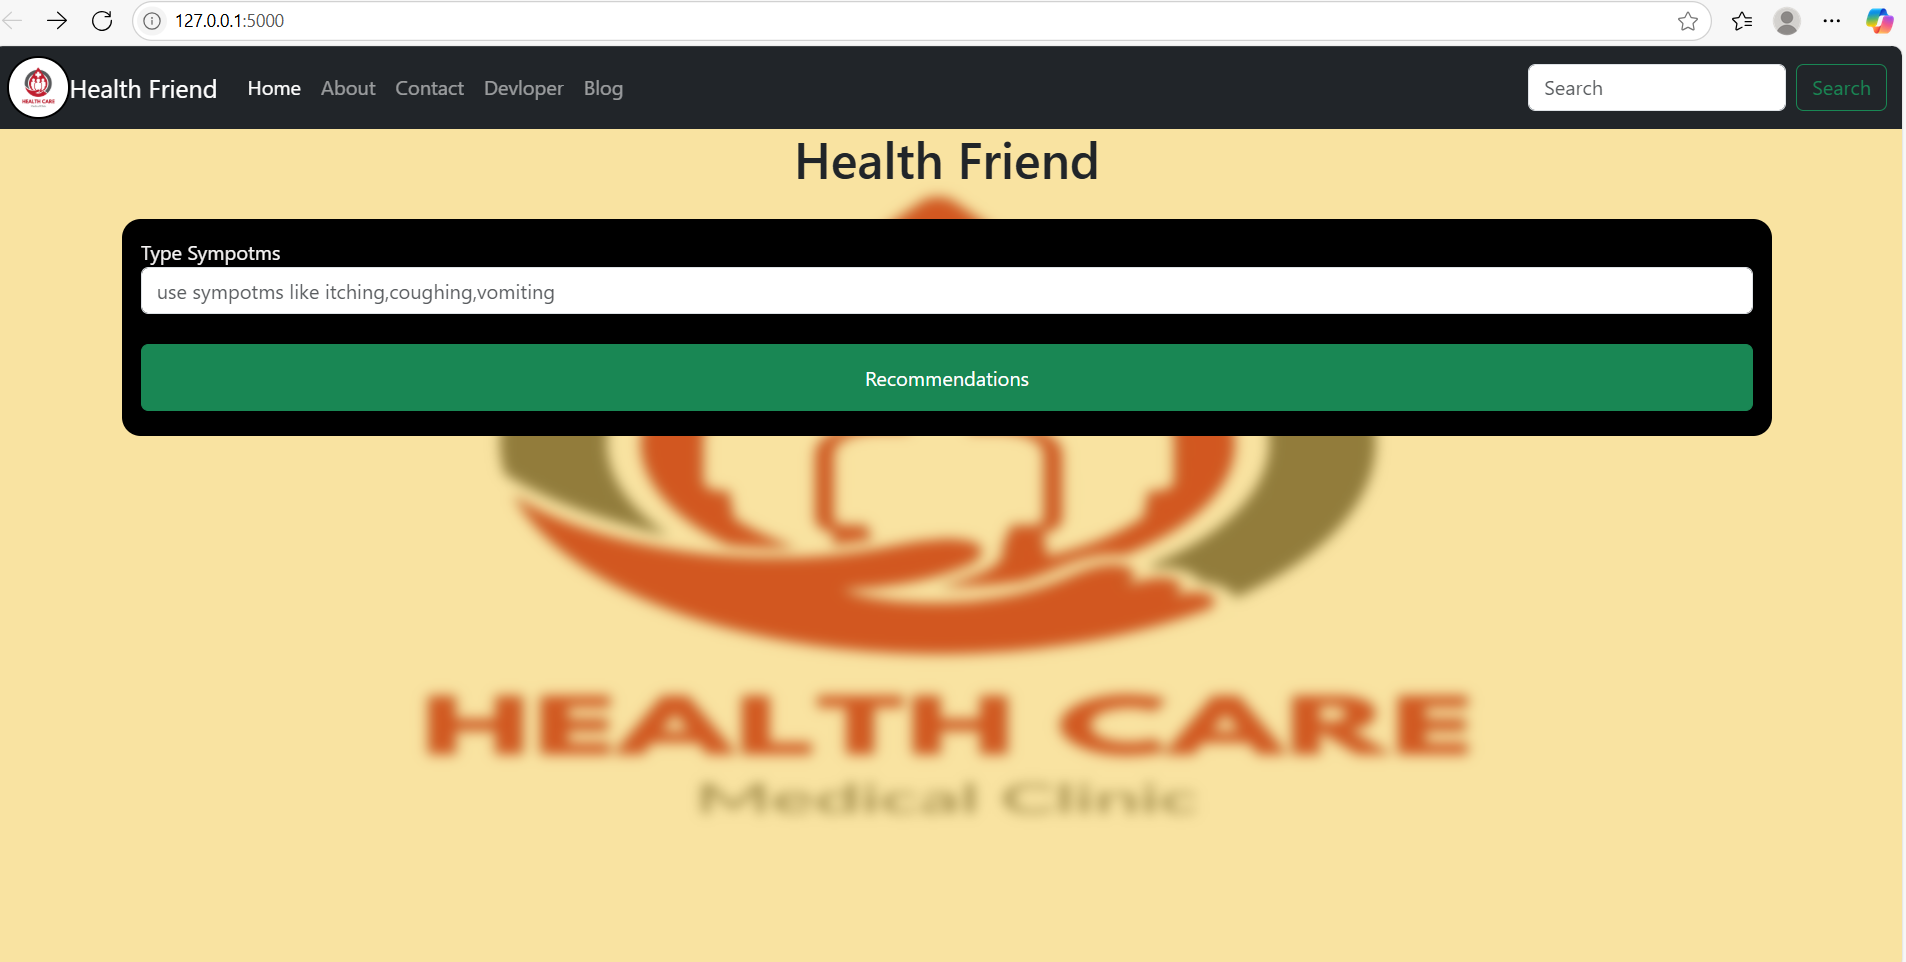 127.0.0.1:5000
HEALTH CARE
Health Friend Home About Contact Devloper Blog Search Search
Health Friend
Type Sympotms
use sympotms like itching,coughing,vomiting
Recommendations
HEALTH CARE
Medical Clinic